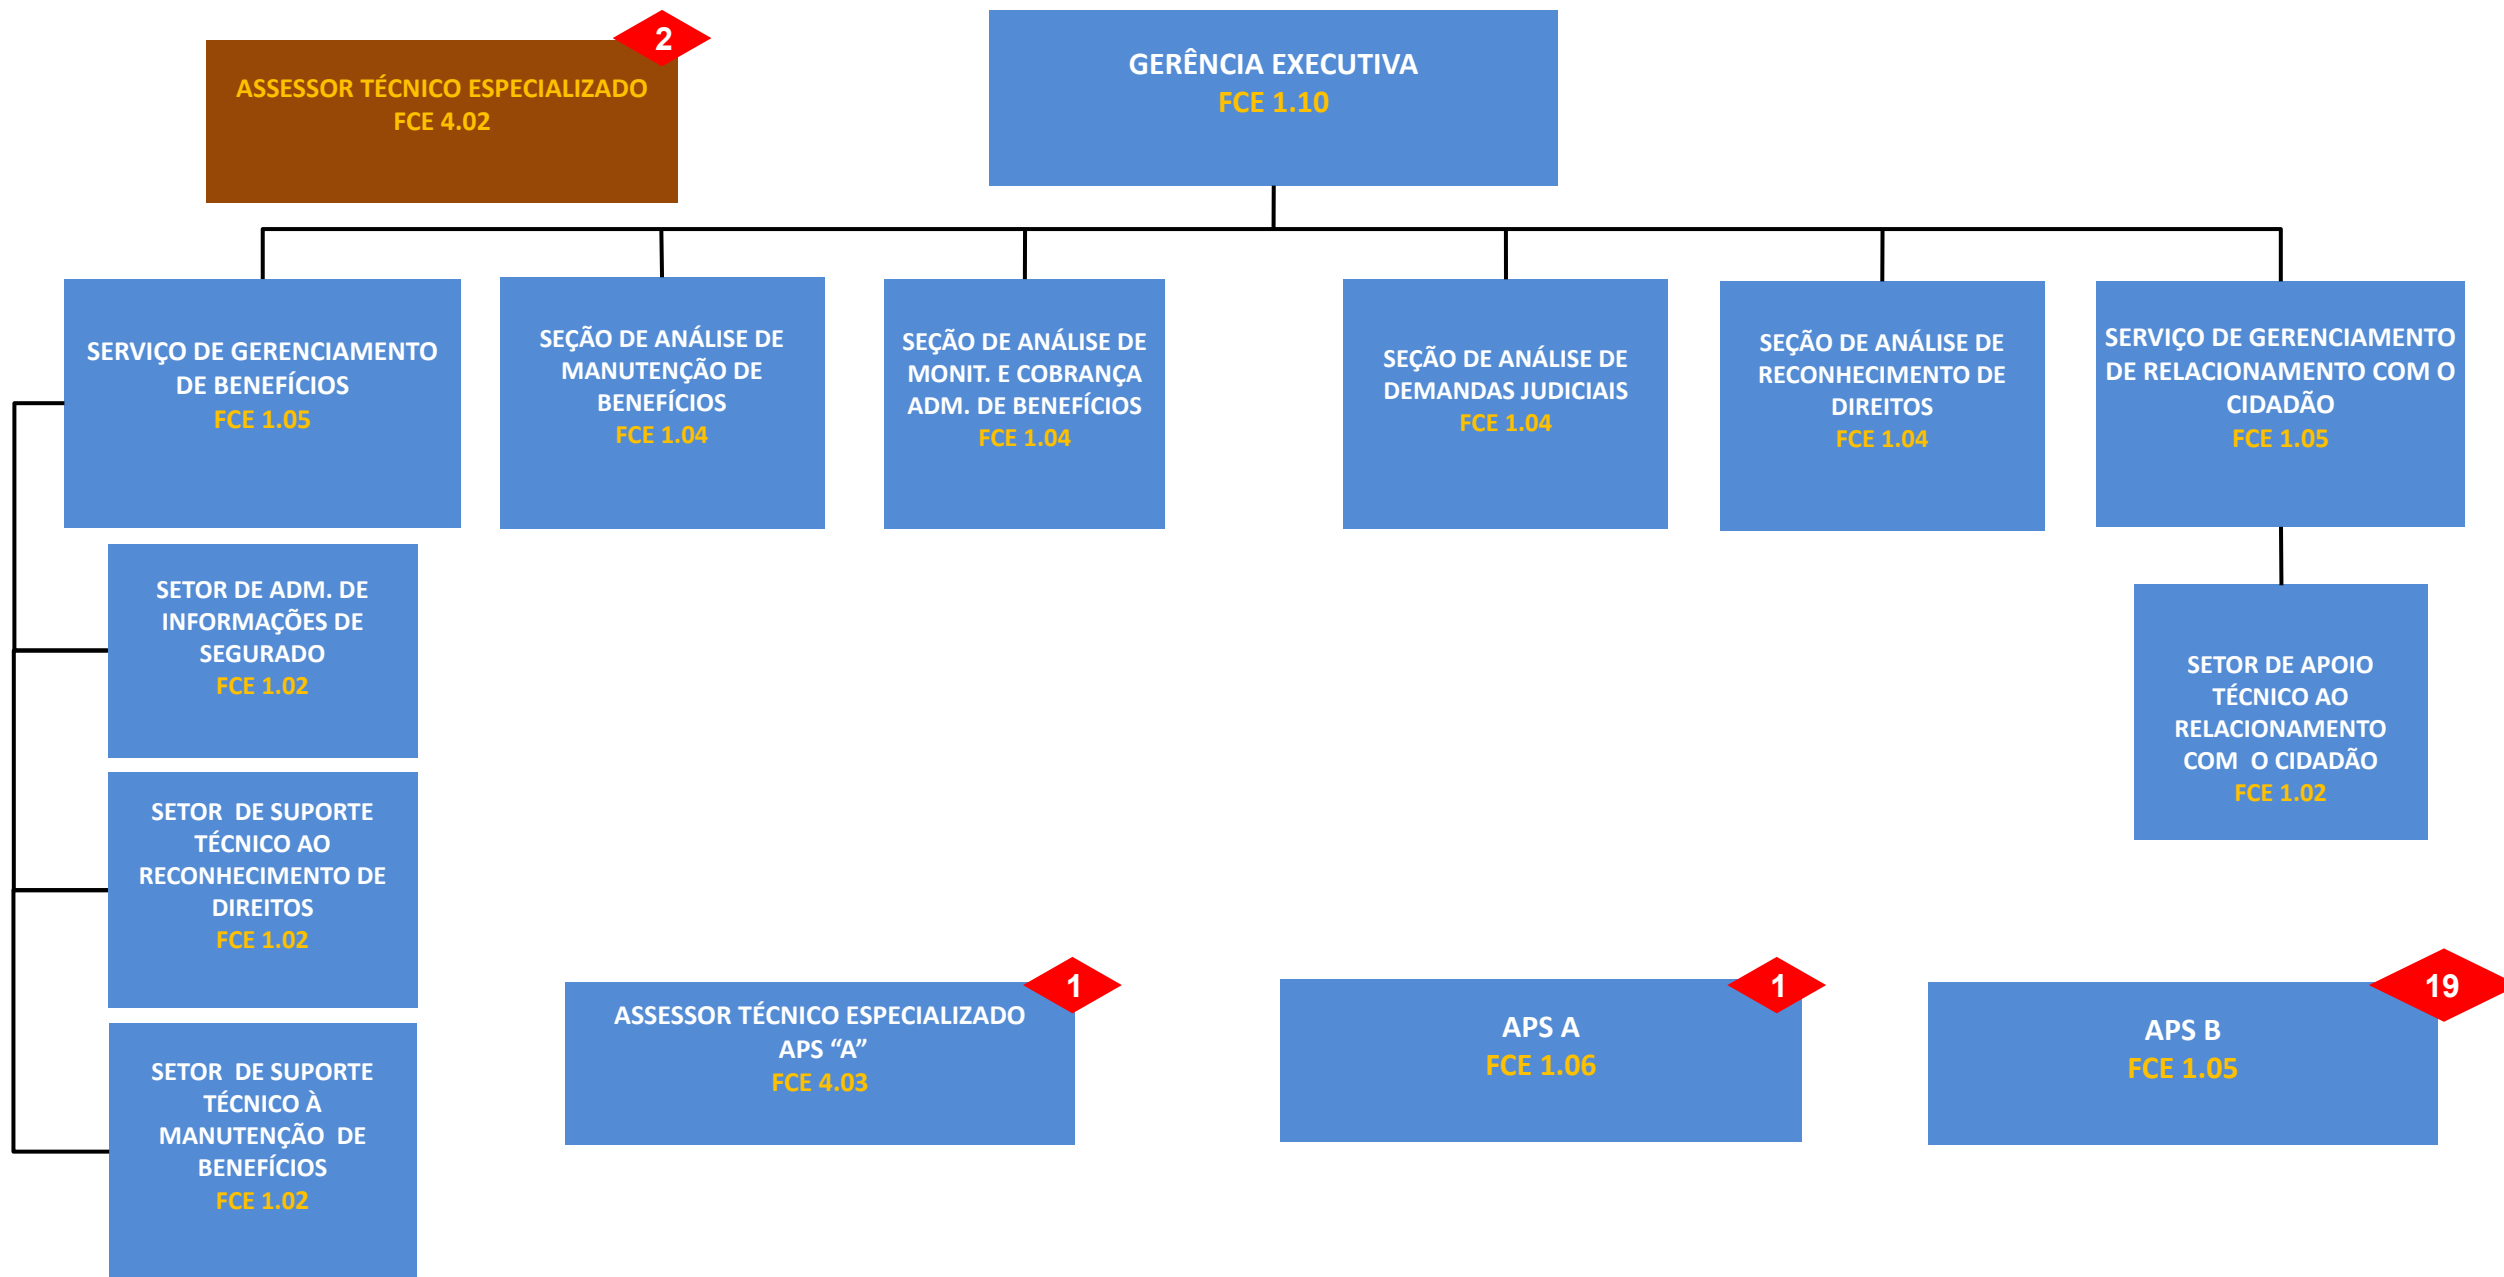 2
ASSESSOR TÉCNICO ESPECIALIZADO
FCE 4.02
GERÊNCIA EXECUTIVA
FCE 1.10
SERVIÇO DE GERENCIAMENTO
DE BENEFÍCIOS
FCE 1.05
SEÇÃO DE ANÁLISE DE
MANUTENÇÃO DE
BENEFÍCIOS
FCE 1.04
SEÇÃO DE ANÁLISE DE
MONIT. E COBRANÇA
ADM. DE BENEFÍCIOS
FCE 1.04
SEÇÃO DE ANÁLISE DE
DEMANDAS JUDICIAIS
FCE 1.04
SEÇÃO DE ANÁLISE DE
RECONHECIMENTO DE
DIREITOS
FCE 1.04
SERVIÇO DE GERENCIAMENTO
DE RELACIONAMENTO COM O
CIDADÃO
FCE 1.05
SETOR DE ADM. DE
INFORMAÇÕES DE
SEGURADO
FCE 1.02
SETOR DE APOIO
TÉCNICO AO
RELACIONAMENTO
COM O CIDADÃO
FCE 1.02
SETOR DE SUPORTE
TÉCNICO AO
RECONHECIMENTO DE
DIREITOS
FCE 1.02
SETOR DE SUPORTE
TÉCNICO À
MANUTENÇÃO DE
BENEFÍCIOS
FCE 1.02
1
ASSESSOR TÉCNICO ESPECIALIZADO
APS “A”
FCE 4.03
1
APS A
FCE 1.06
19
APS B
FCE 1.05